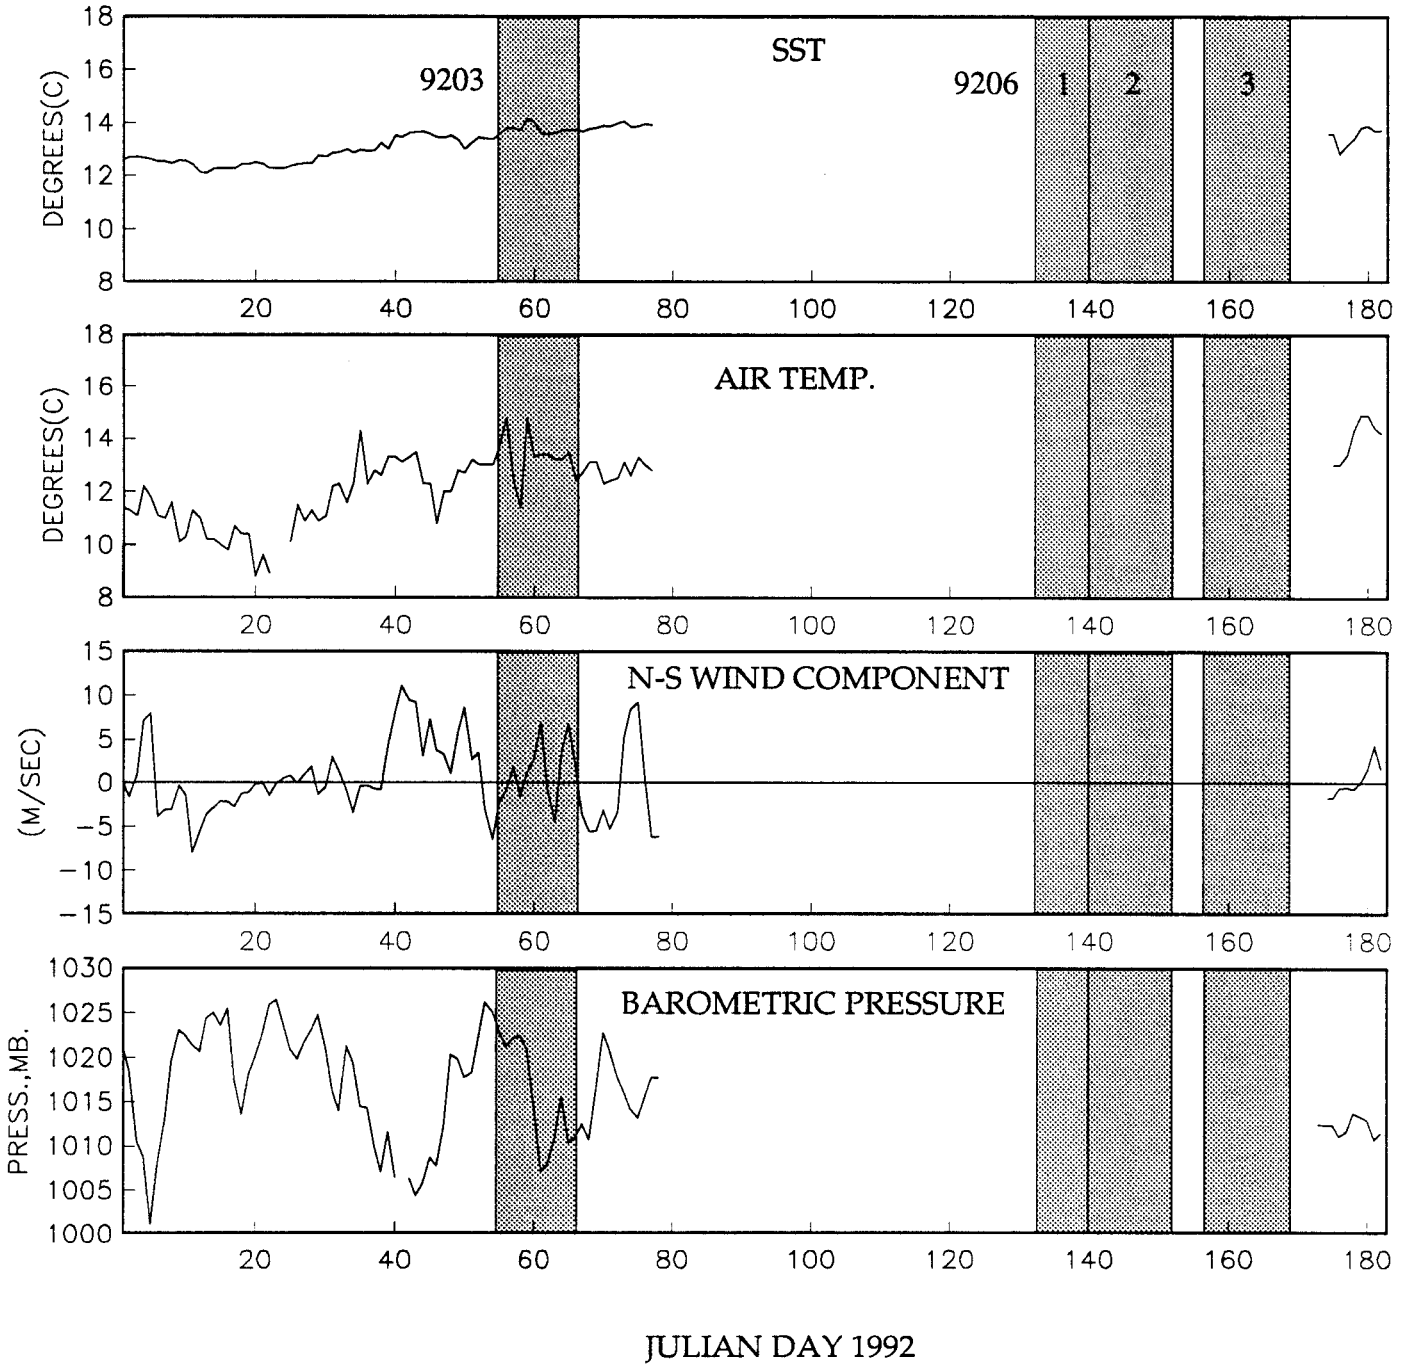 SST
9203
9206 1 2 3
DEGREES(C)
18
16
14
12
10
8
20 40 60 80 100 120 140 160 180
AIR TEMP.
DEGREES(C)
18
16
14
12
10
8
20 40 60 80 100 120 140 160 180
N-S WIND COMPONENT
(M/SEC)
15
10
5
0
−5
−10
−15
20 40 60 80 100 120 140 160 180
BAROMETRIC PRESSURE
PRESS.,MB.
1030
1025
1020
1015
1010
1005
1000
20 40 60 80 100 120 140 160 180
JULIAN DAY 1992